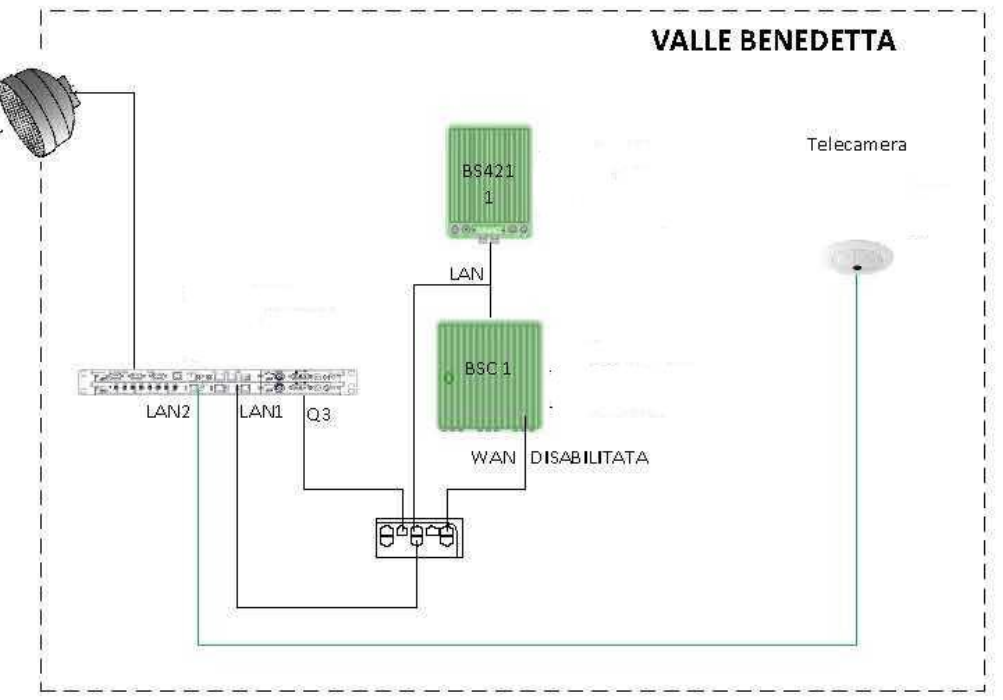 VALLE BENEDETTA
Telecamera
BS421
1
LAN
BSC 1
LAN2
LAN1
Q3
WAN
DISABILITATA